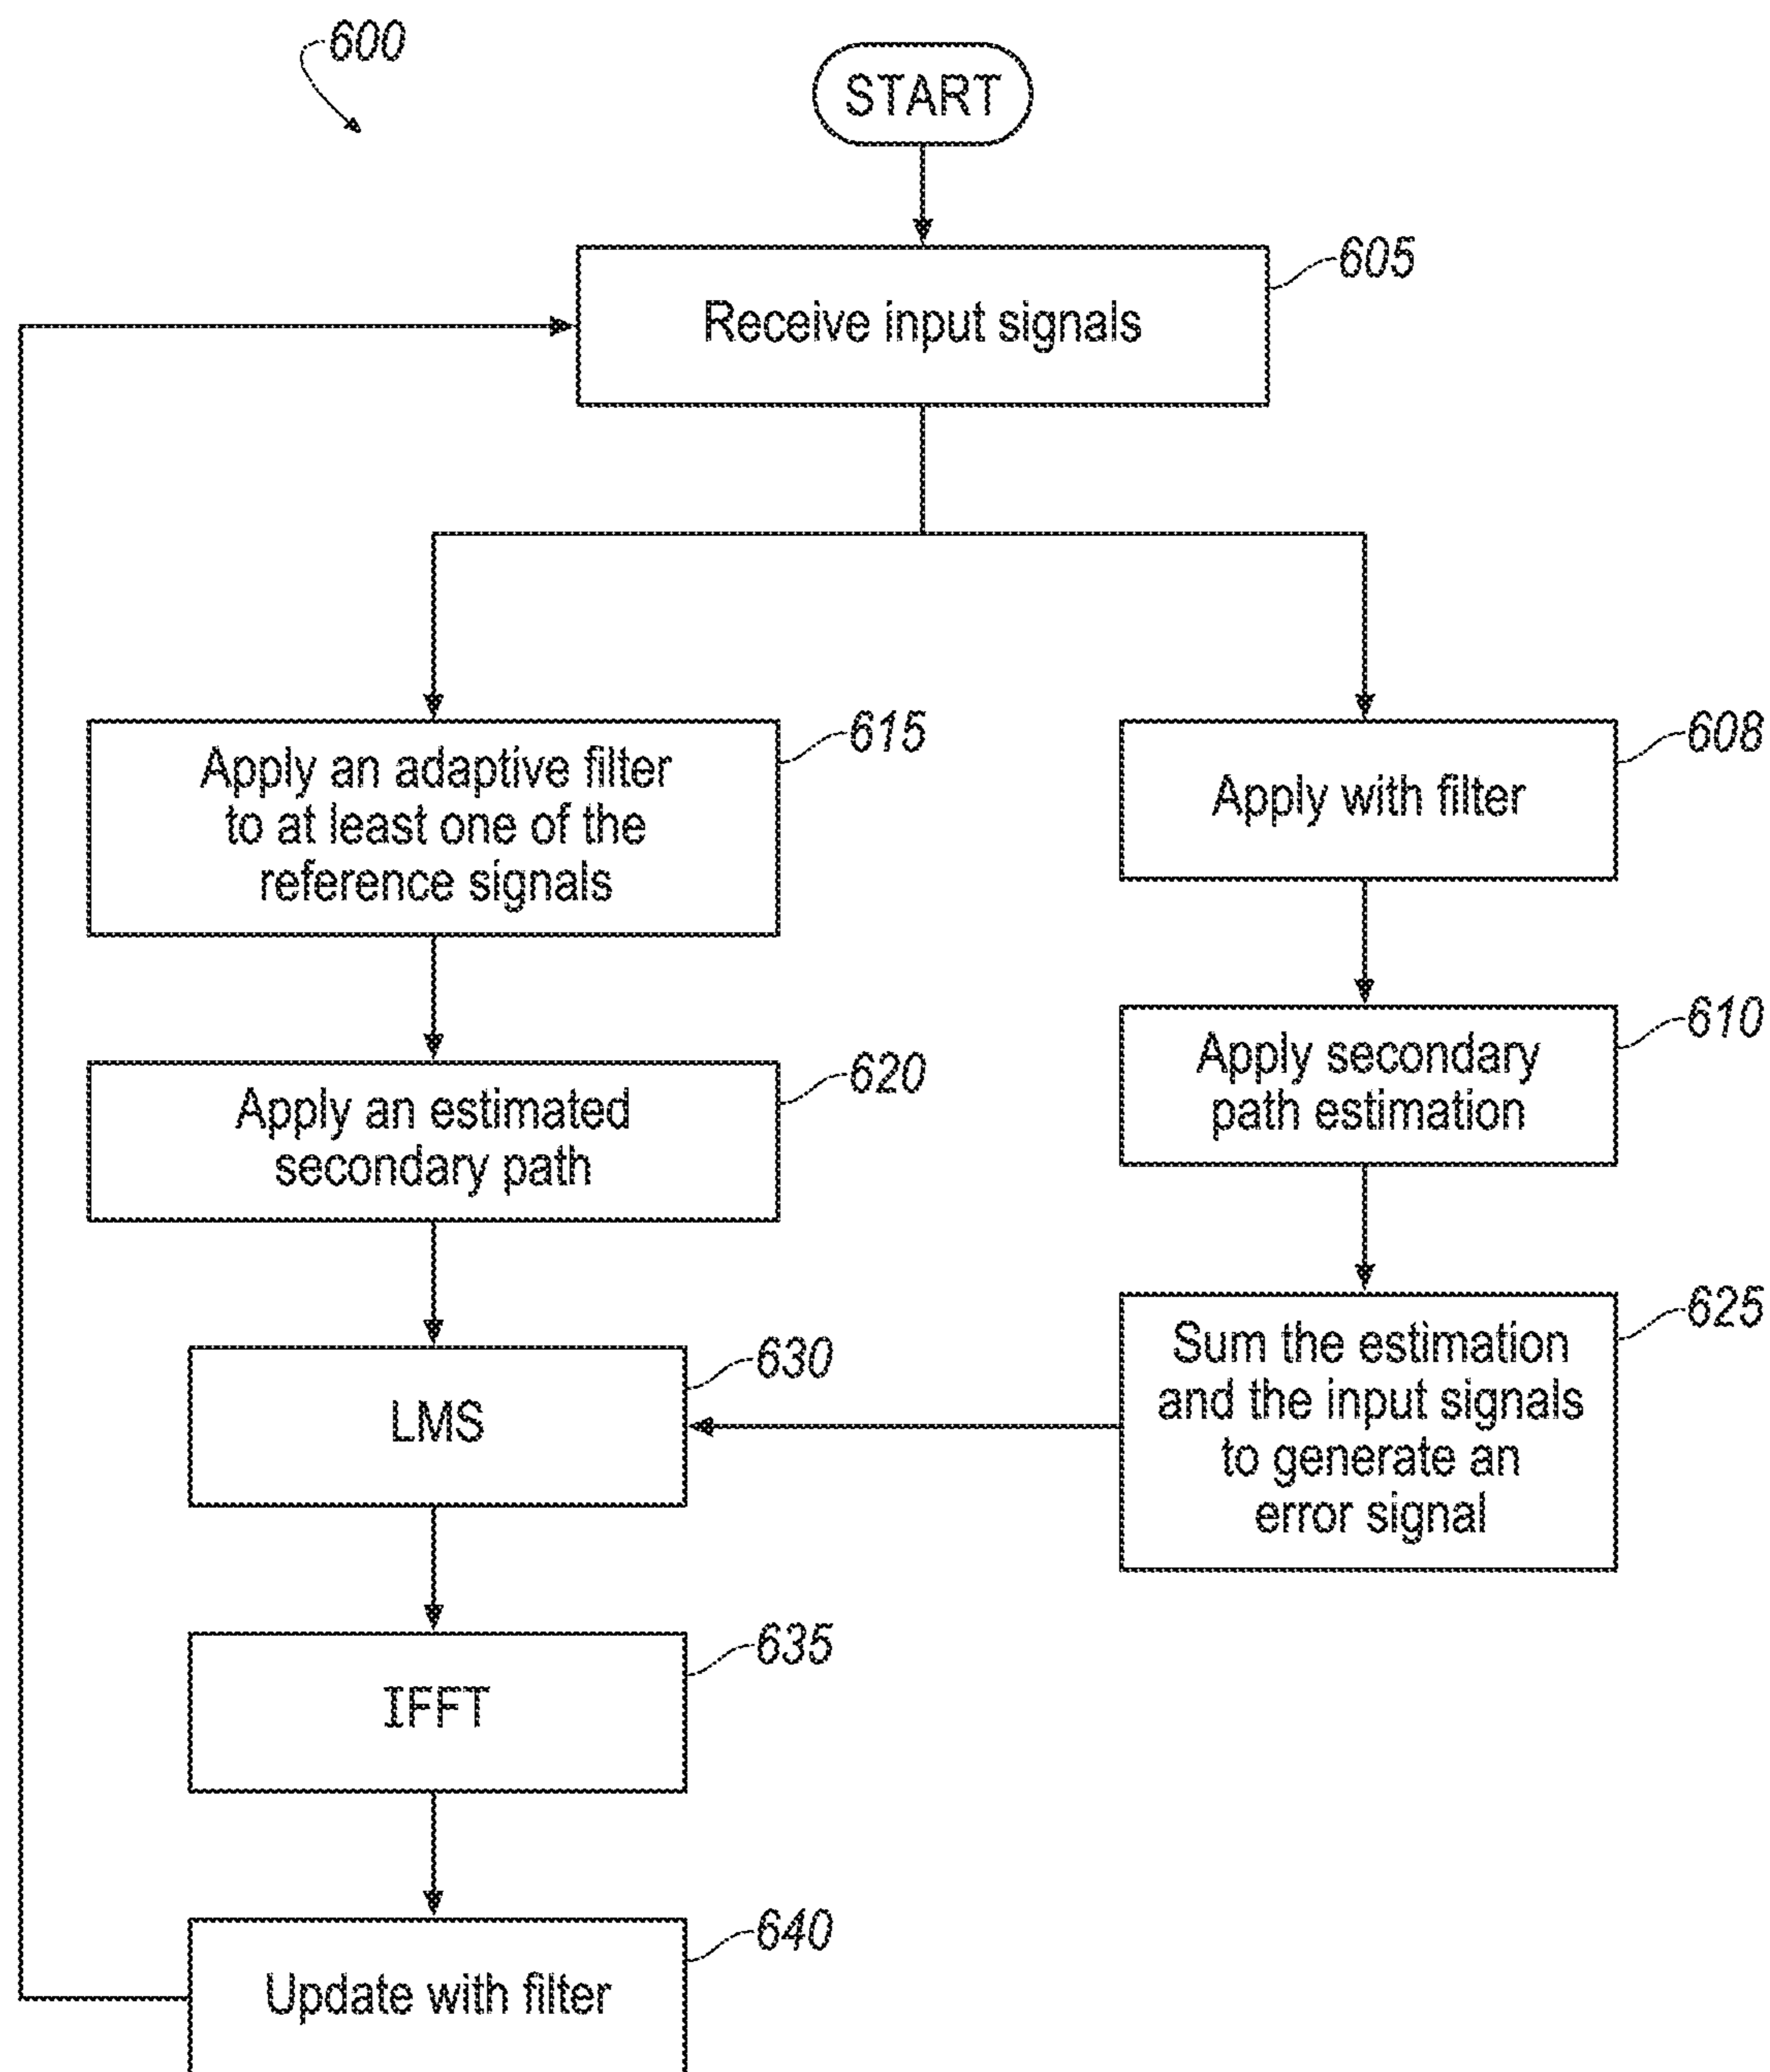 600
START
605
Receive input signals
615
Apply an adaptive filter
to at least one of the
reference signals
608
Apply with filter
620
Apply an estimated
secondary path
610
Apply secondary
path estimation
630
LMS
625
Sum the estimation
and the input signals
to generate an
error signal
635
IFFT
640
Update with filter